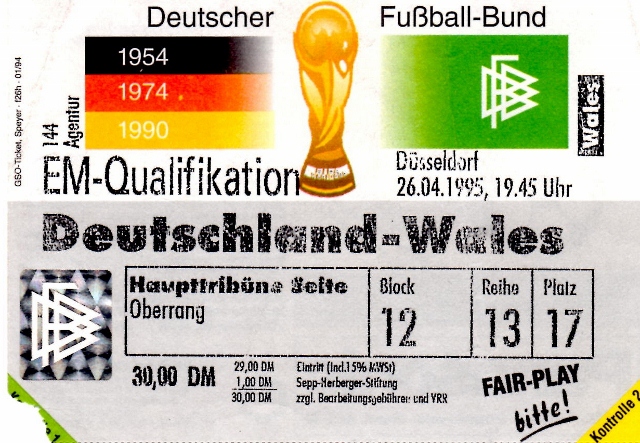 Deutscher Fußball-Bund
1954
1974
1990
GSO-Ticket, Speyer · f26h · 01/94
144
Agentur
Wales
EM-Qualifikation
Düsseldorf
26.04.1995, 19.45 Uhr
Deutschland-Wales
Haupttribüne Seite
Oberrang
Block
12
Reihe
13
Platz
17
30,00 DM
29,00 DM Eintritt (incl.15% MWSt)
1,00 DM Sepp-Herberger-Stiftung
30,00 DM zzgl. Bearbeitungsgebühren und VRR
FAIR-PLAY
bitte!
Kontrolle 2